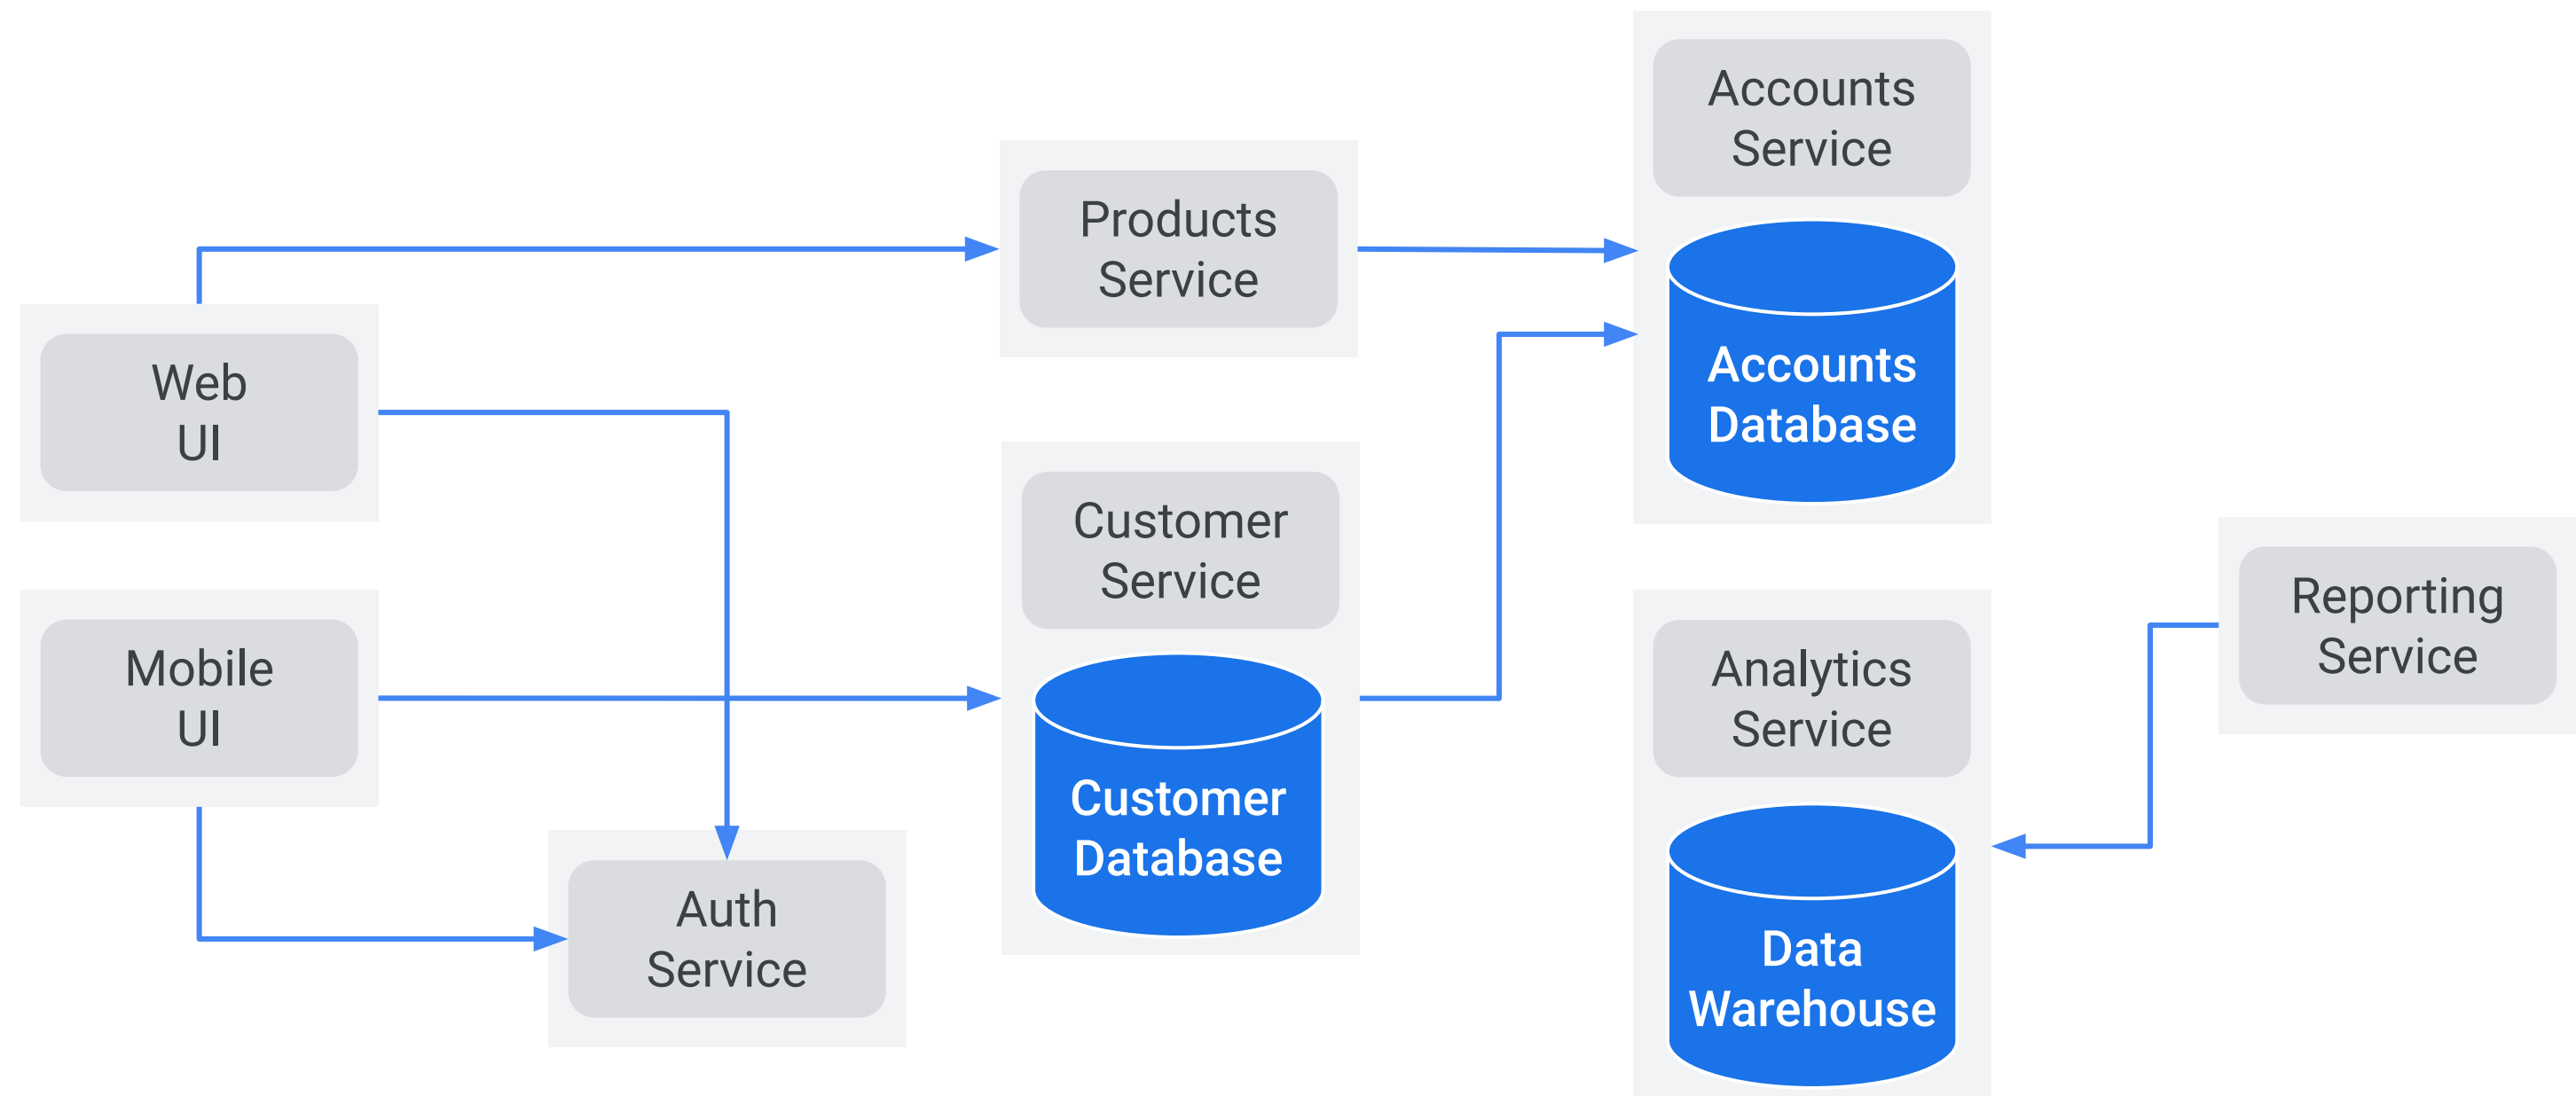 Web
UI
Mobile
UI
Auth
Service
Products
Service
Customer
Service
Customer
Database
Accounts
Service
Accounts
Database
Analytics
Service
Data
Warehouse
Reporting
Service